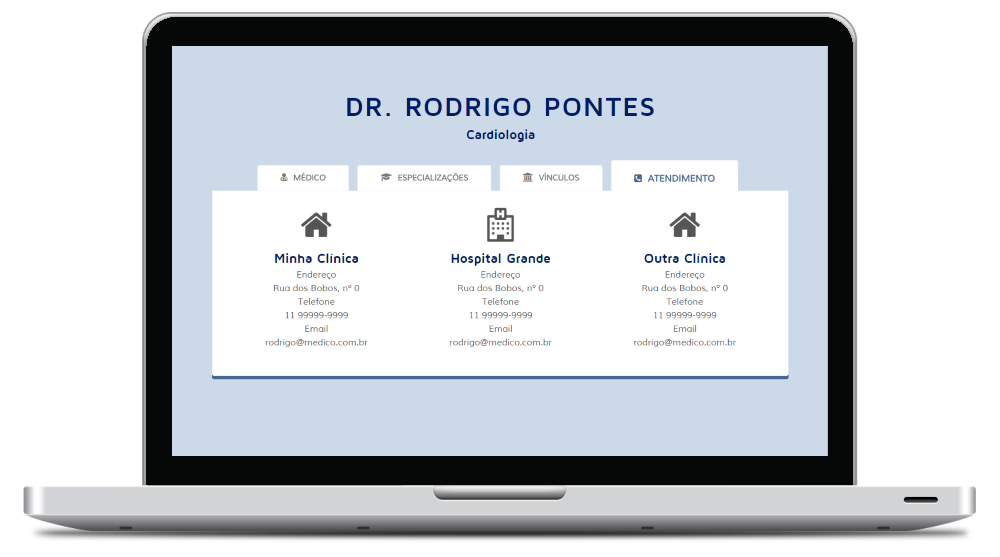 DR. RODRIGO PONTES
Cardiologia
MÉDICO ESPECIALIZAÇÕES VÍNCULOS ATENDIMENTO
H
Minha Clínica Hospital Grande Outra Clínica
Endereço Endereço Endereço
Rua dos Bobos, nº 0 Rua dos Bobos, nº 0 Rua dos Bobos, nº 0
Telefone Telefone Telefone
11 99999-9999 11 99999-9999 11 99999-9999
Email Email Email
rodrigo@medico.com.br rodrigo@medico.com.br rodrigo@medico.com.br